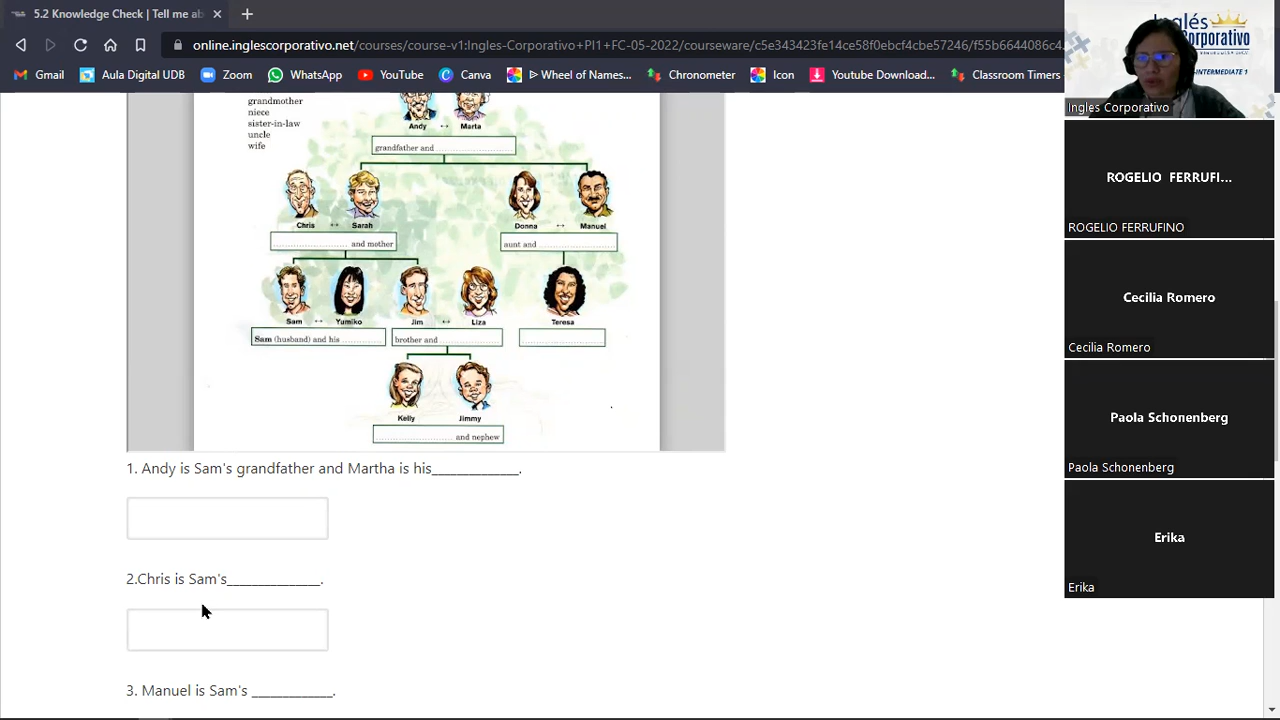 5.2 Knowledge Check | Tell me ab
online.inglescorporativo.net/courses/course-v1:Ingles-Corporativo+PI1+FC-05-2022/courseware/c5e343423fe14ce58f0ebcf4cbe57246/f55b6644086c4
Gmail
Aula Digital UDB
Zoom
WhatsApp
YouTube
Canva
Wheel of Names...
Chronometer
Icon
Youtube Download...
Classroom Timers
grandmother
niece
sister-in-law
uncle
wife
Andy ↔ Marta
grandfather and ........................
Chris ↔ Sarah
Donna ↔ Manuel
........................ and mother
aunt and ........................
Sam ↔ Yumiko
Jim ↔ Liza
Teresa
Sam (husband) and his ............
brother and ..................
........................
Kelly
Jimmy
........................ and nephew
1. Andy is Sam's grandfather and Martha is his_____________.
2.Chris is Sam's______________.
3. Manuel is Sam's ____________.
Inglés
Corporativo
-INTERMEDIATE 1
Ingles Corporativo
ROGELIO FERRUFI...
ROGELIO FERRUFINO
Cecilia Romero
Cecilia Romero
Paola Schonenberg
Paola Schonenberg
Erika
Erika